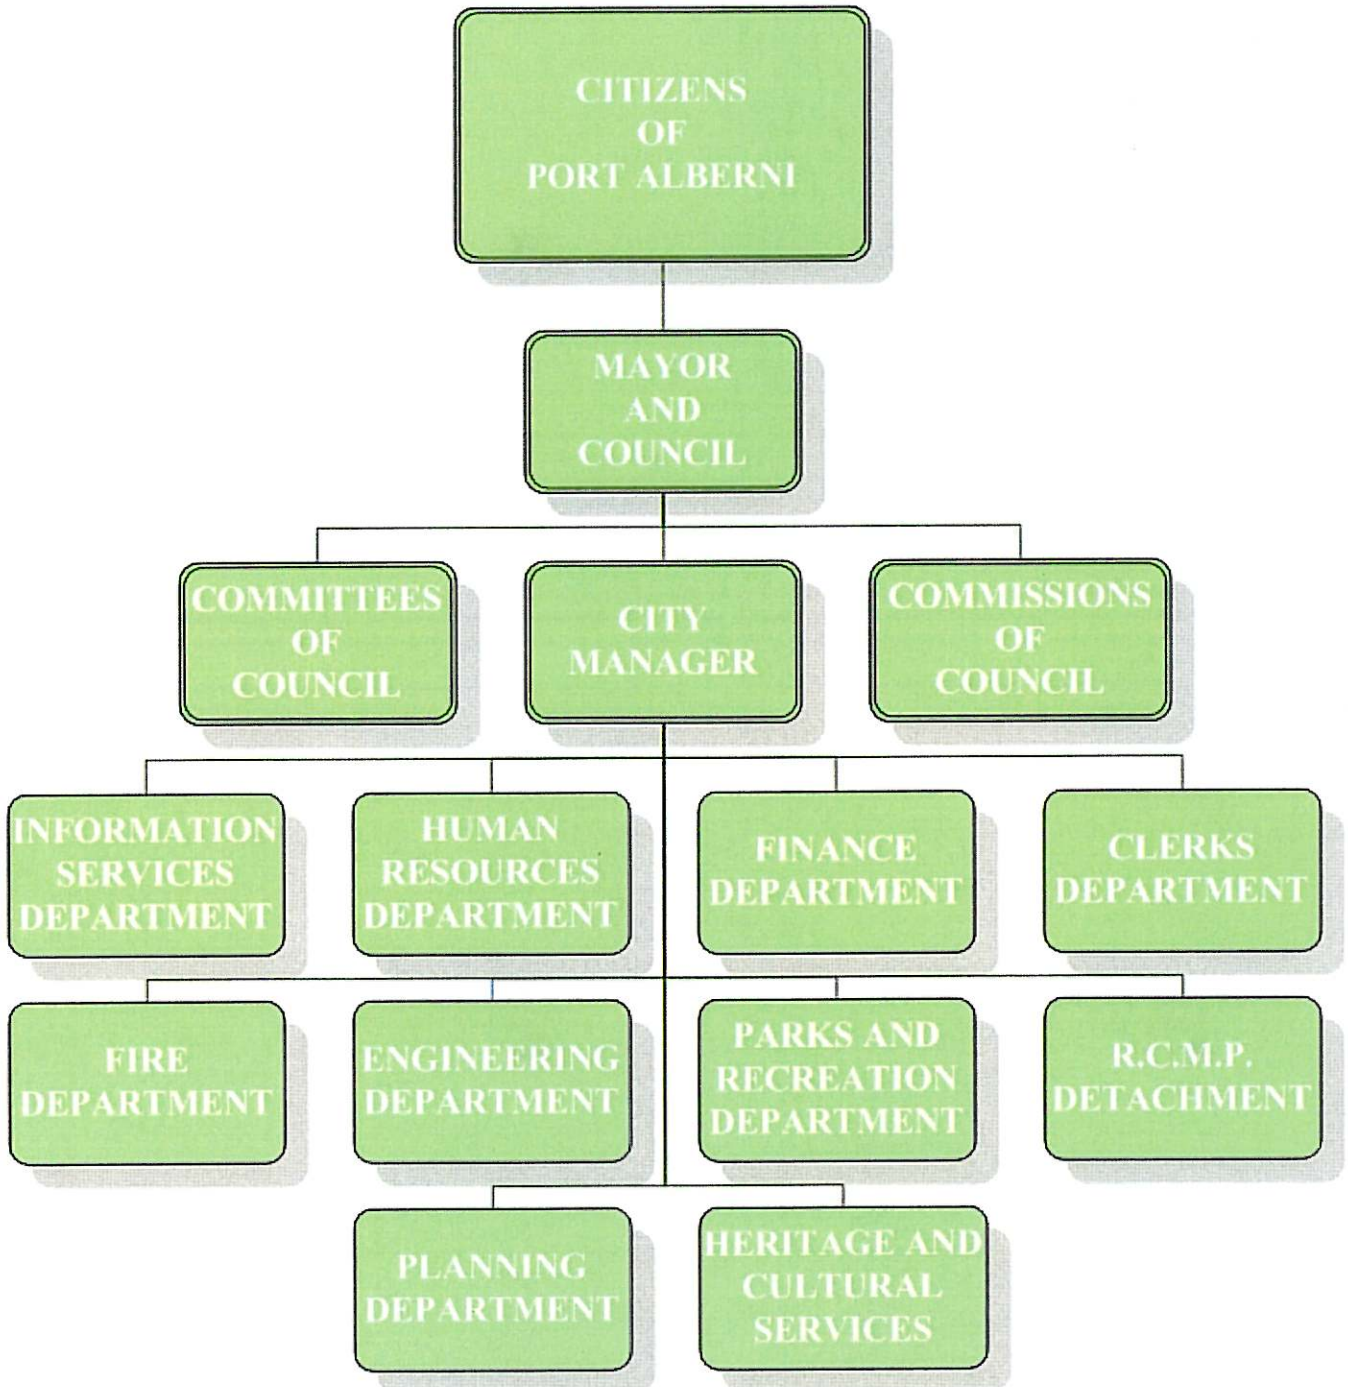 CITIZENS
OF
PORT ALBERNI
MAYOR
AND
COUNCIL
COMMITTEES
OF
COUNCIL
CITY
MANAGER
COMMISSIONS
OF
COUNCIL
INFORMATION
SERVICES
DEPARTMENT
HUMAN
RESOURCES
DEPARTMENT
FINANCE
DEPARTMENT
CLERKS
DEPARTMENT
FIRE
DEPARTMENT
ENGINEERING
DEPARTMENT
PARKS AND
RECREATION
DEPARTMENT
R.C.M.P.
DETACHMENT
PLANNING
DEPARTMENT
HERITAGE AND
CULTURAL
SERVICES